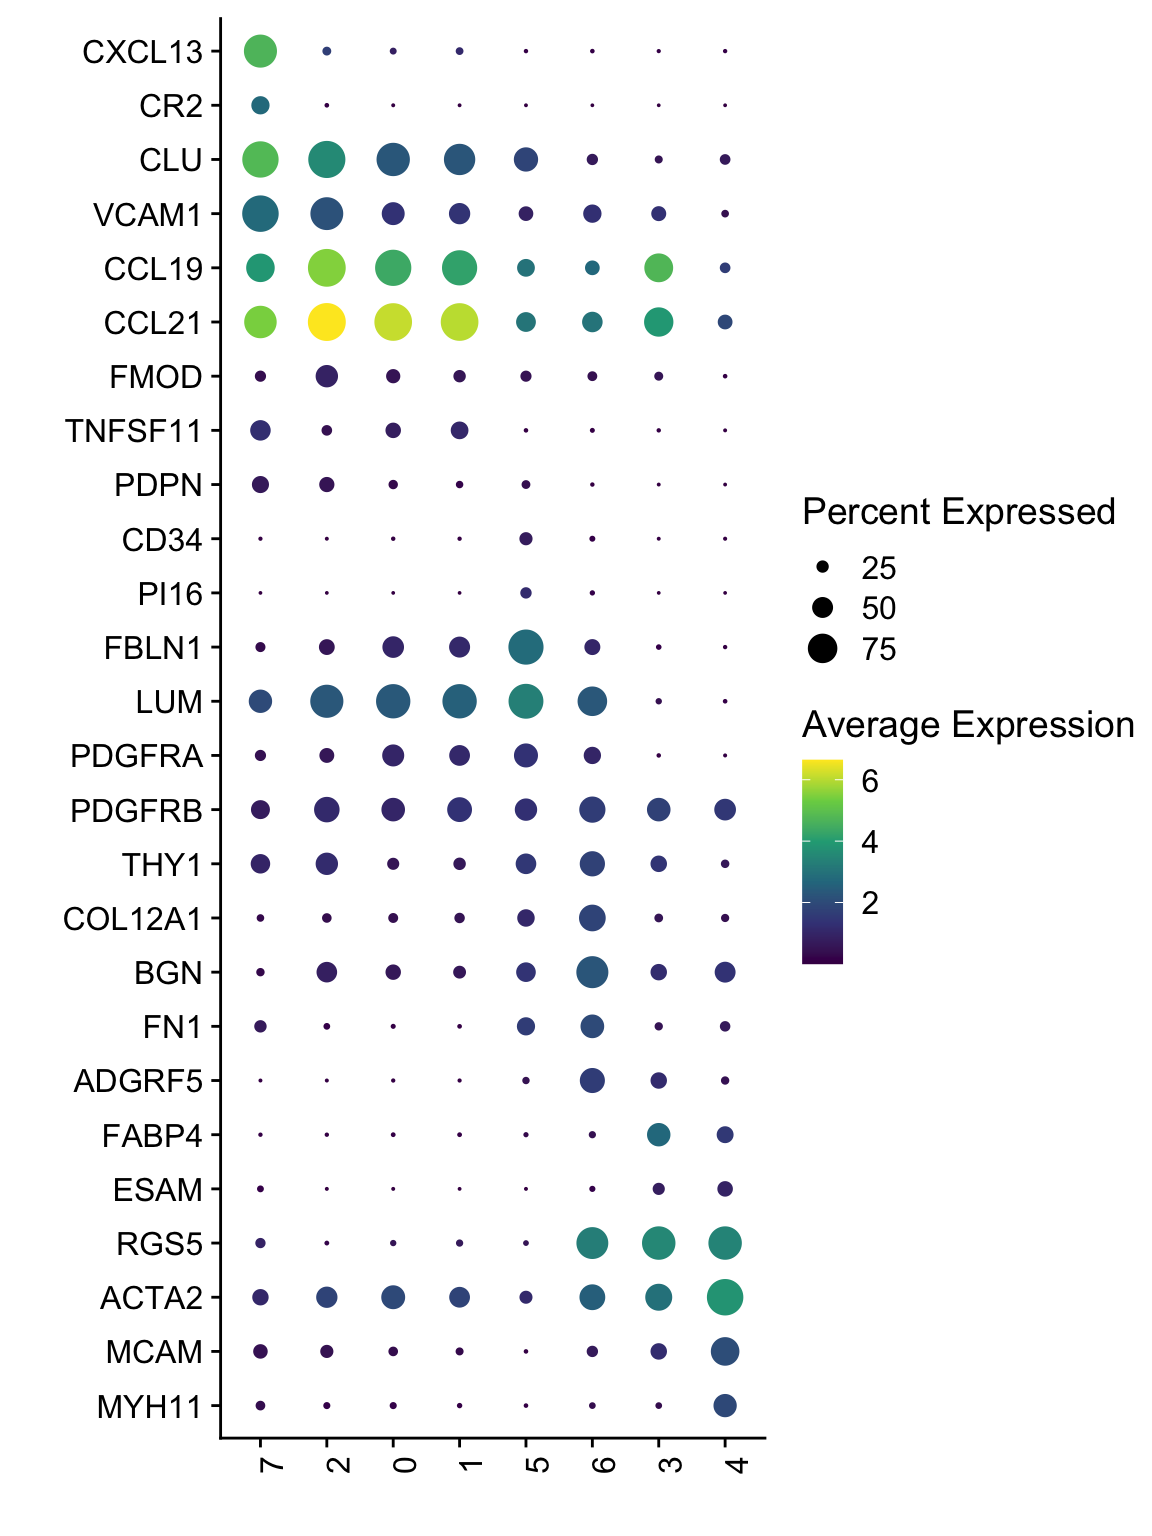 CXCL13
CR2
CLU
VCAM1
CCL19
CCL21
FMOD
TNFSF11
PDPN
CD34
PI16
FBLN1
LUM
PDGFRA
PDGFRB
THY1
COL12A1
BGN
FN1
ADGRF5
FABP4
ESAM
RGS5
ACTA2
MCAM
MYH11
7 2 0 1 5 6 3 4
Percent Expressed
25
50
75
Average Expression
6
4
2